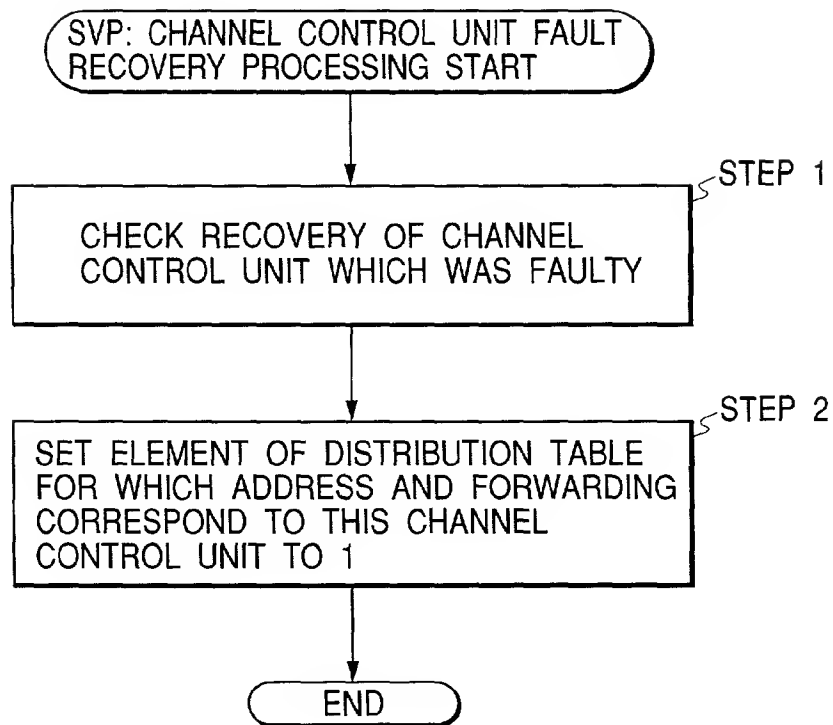 SVP: CHANNEL CONTROL UNIT FAULT
RECOVERY PROCESSING START
STEP 1
CHECK RECOVERY OF CHANNEL
CONTROL UNIT WHICH WAS FAULTY
STEP 2
SET ELEMENT OF DISTRIBUTION TABLE
FOR WHICH ADDRESS AND FORWARDING
CORRESPOND TO THIS CHANNEL
CONTROL UNIT TO 1
END